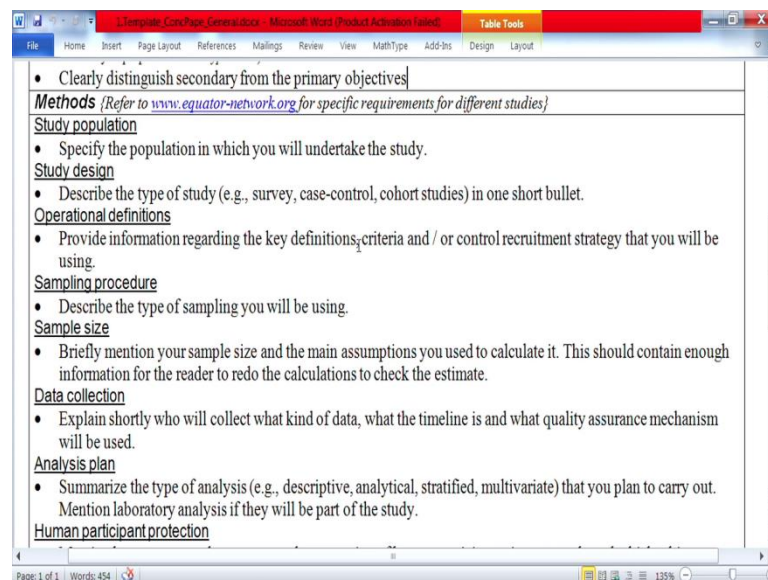 1.Template_ConcPape_General.docx - Microsoft Word (Product Activation Failed)
Table Tools
File Home Insert Page Layout References Mailings Review View MathType Add-Ins Design Layout
• Clearly distinguish secondary from the primary objectives
Methods {Refer to www.equator-network.org for specific requirements for different studies}
Study population
• Specify the population in which you will undertake the study.
Study design
• Describe the type of study (e.g., survey, case-control, cohort studies) in one short bullet.
Operational definitions
• Provide information regarding the key definitions, criteria and / or control recruitment strategy that you will be
using.
Sampling procedure
• Describe the type of sampling you will be using.
Sample size
• Briefly mention your sample size and the main assumptions you used to calculate it. This should contain enough
information for the reader to redo the calculations to check the estimate.
Data collection
• Explain shortly who will collect what kind of data, what the timeline is and what quality assurance mechanism
will be used.
Analysis plan
• Summarize the type of analysis (e.g., descriptive, analytical, stratified, multivariate) that you plan to carry out.
Mention laboratory analysis if they will be part of the study.
Human participant protection
Page: 1 of 1 Words: 454 135%